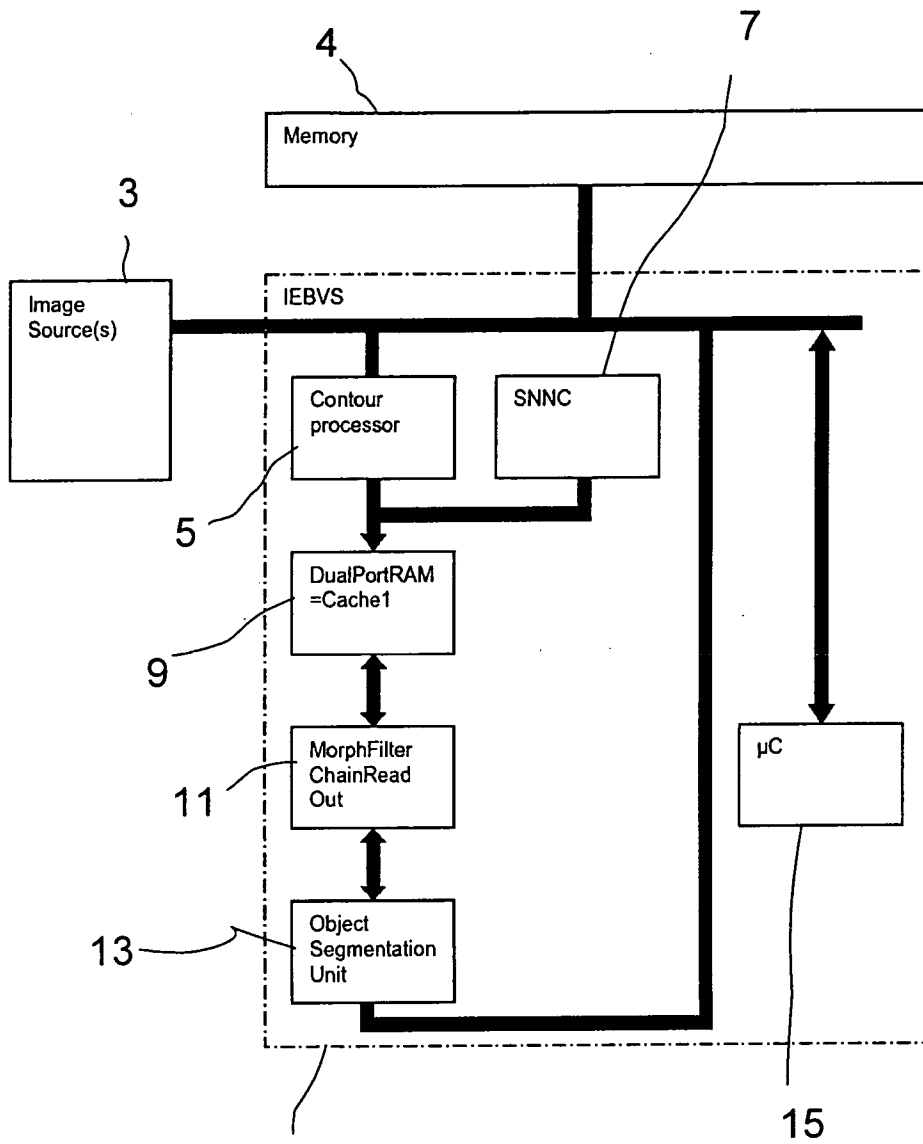 7
4
Memory
3
Image
Source(s)
IEBVS
Contour
processor
SNNC
5
DualPortRAM
=Cache1
9
MorphFilter
ChainRead
Out
11
µC
Object
Segmentation
Unit
13
15